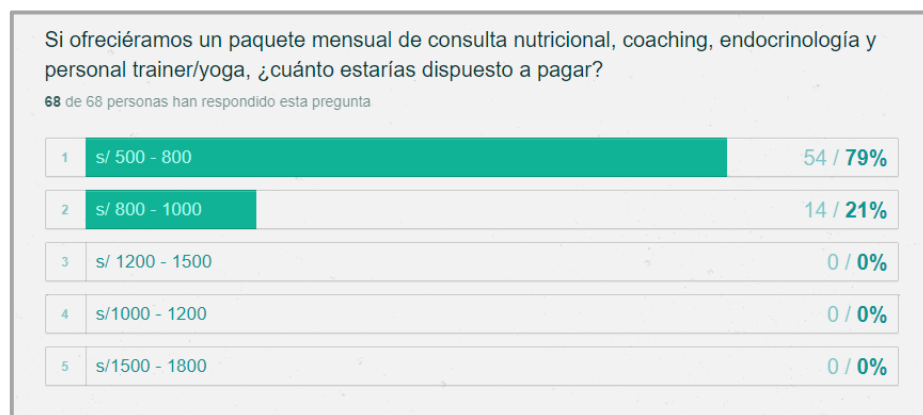 Si ofreciéramos un paquete mensual de consulta nutricional, coaching, endocrinología y
personal trainer/yoga, ¿cuánto estarías dispuesto a pagar?
68 de 68 personas han respondido esta pregunta
1 s/ 500 - 800 54 / 79%
2 s/ 800 - 1000 14 / 21%
3 s/ 1200 - 1500 0 / 0%
4 s/1000 - 1200 0 / 0%
5 s/1500 - 1800 0 / 0%